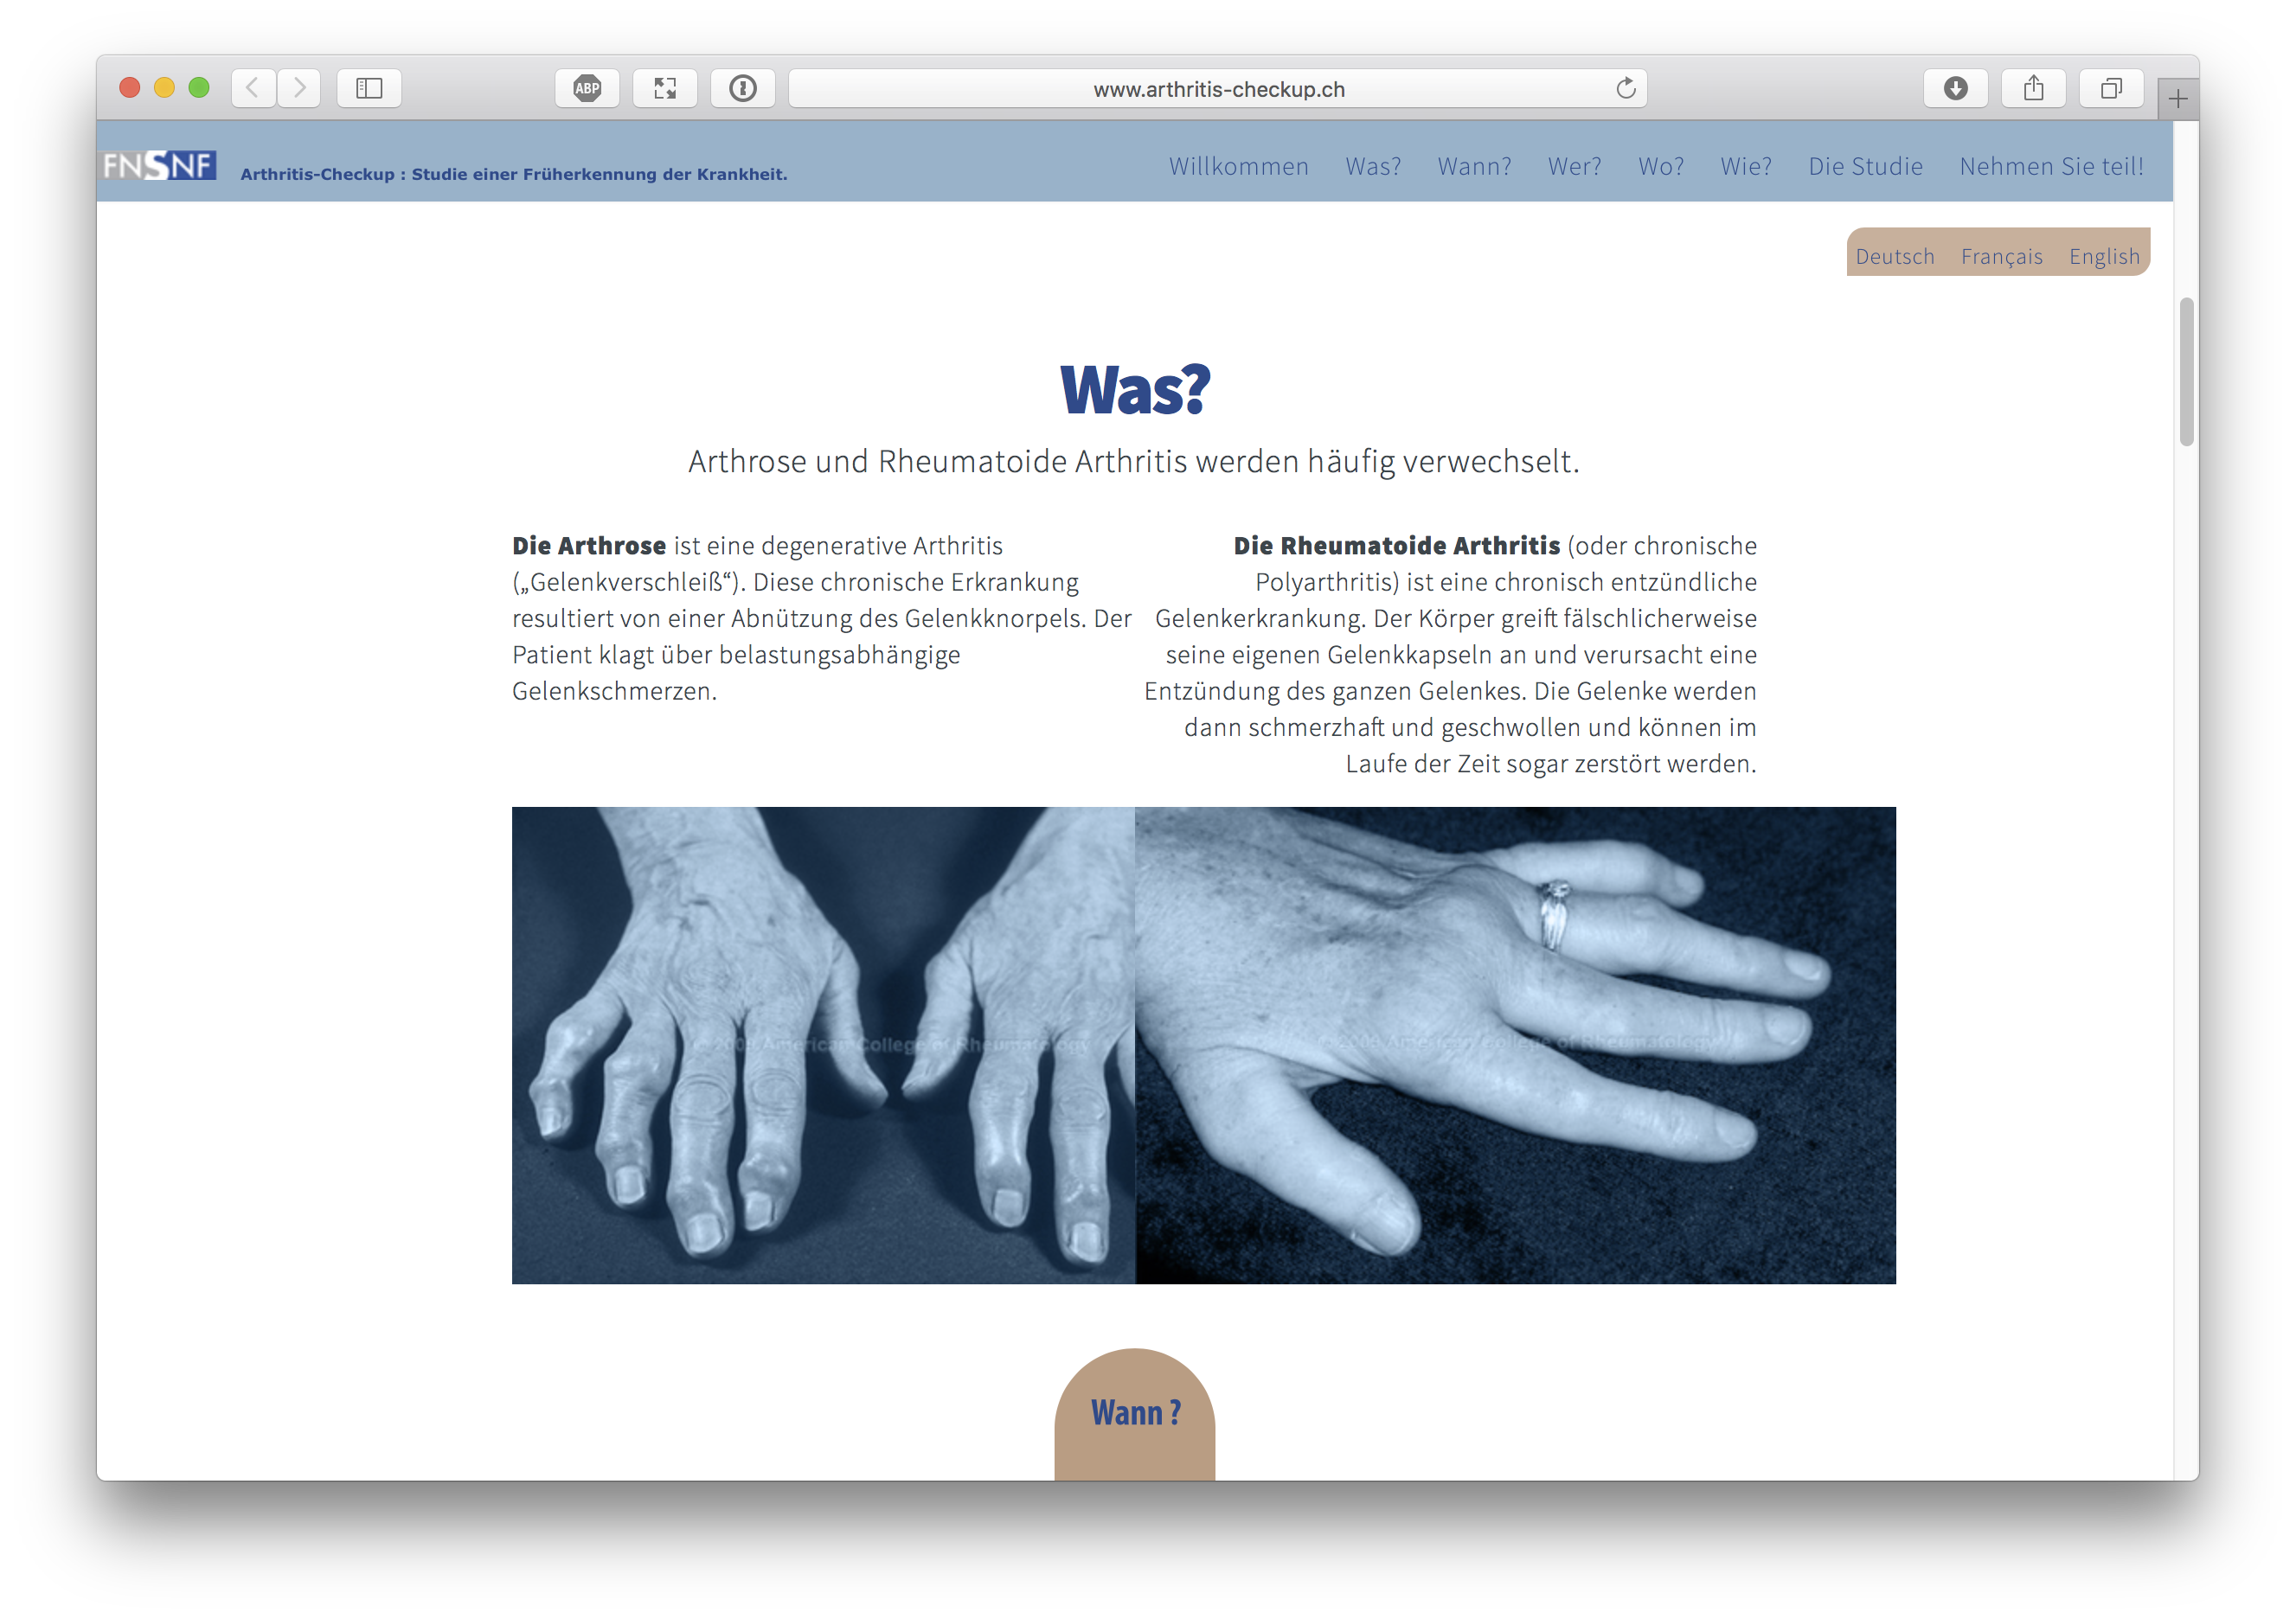 ABP
www.arthritis-checkup.ch
FNSNF
Arthritis-Checkup : Studie einer Früherkennung der Krankheit.
Willkommen Was? Wann? Wer? Wo? Wie? Die Studie Nehmen Sie teil!
Deutsch Français English
Was?
Arthrose und Rheumatoide Arthritis werden häufig verwechselt.
Die Arthrose ist eine degenerative Arthritis
(„Gelenkverschleiß“). Diese chronische Erkrankung
resultiert von einer Abnützung des Gelenkknorpels. Der
Patient klagt über belastungsabhängige
Gelenkschmerzen.
Die Rheumatoide Arthritis (oder chronische
Polyarthritis) ist eine chronisch entzündliche
Gelenkerkrankung. Der Körper greift fälschlicherweise
seine eigenen Gelenkkapseln an und verursacht eine
Entzündung des ganzen Gelenkes. Die Gelenke werden
dann schmerzhaft und geschwollen und können im
Laufe der Zeit sogar zerstört werden.
American College of Rheumatology
American College of Rheumatology
Wann ?